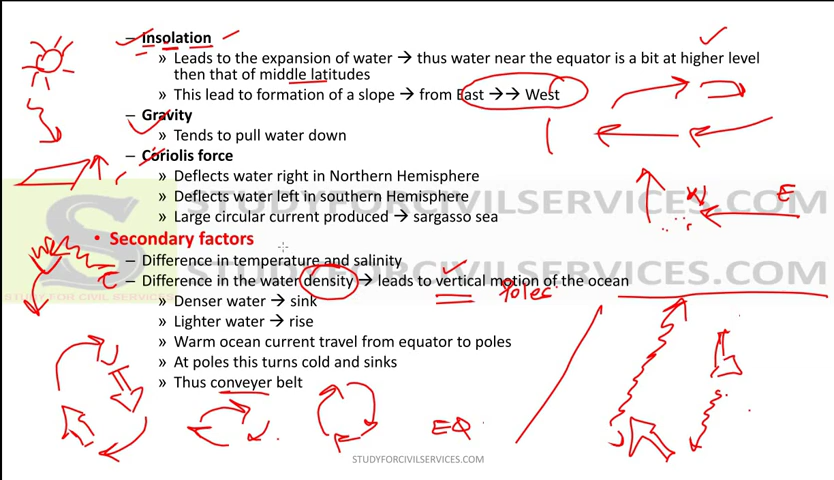 – Insolation
» Leads to the expansion of water → thus water near the equator is a bit at higher level
then that of middle latitudes
» This lead to formation of a slope → from East →→ West
– Gravity
» Tends to pull water down
– Coriolis force
» Deflects water right in Northern Hemisphere
» Deflects water left in southern Hemisphere
» Large circular current produced → sargasso sea
W E
STUDYFORCIVILSERVICES.COM
• Secondary factors
– Difference in temperature and salinity
– Difference in the water density → leads to vertical motion of the ocean
STUDYFORCIVILSERVICES.COM
STUDY FOR CIVIL SERVICES
Poles
» Denser water → sink
» Lighter water → rise
» Warm ocean current travel from equator to poles
» At poles this turns cold and sinks
» Thus conveyer belt
EQ
STUDYFORCIVILSERVICES.COM